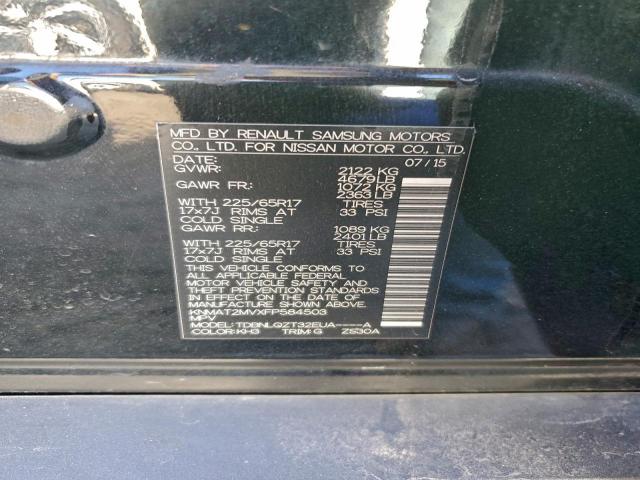 MFD BY RENAULT SAMSUNG MOTORS
CO., LTD. FOR NISSAN MOTOR CO., LTD.
DATE: 07/15
GVWR: 2122 KG
4679LB
GAWR FR: 1072 KG
2363LB
WITH 225/65R17 TIRES
17x7J RIMS AT 33 PSI
COLD SINGLE
GAWR RR: 1089 KG
2401LB
WITH 225/65R17 TIRES
17x7J RIMS AT 33 PSI
COLD SINGLE
THIS VEHICLE CONFORMS TO
ALL APPLICABLE FEDERAL
MOTOR VEHICLE SAFETY AND
THEFT PREVENTION STANDARDS
IN EFFECT ON THE DATE OF
MANUFACTURE SHOWN ABOVE.
KNMAT2MVXFP584503
MPV
MODEL: TDBNLQZT32EUA----A
COLOR: KH3 TRIM: G ZS30A